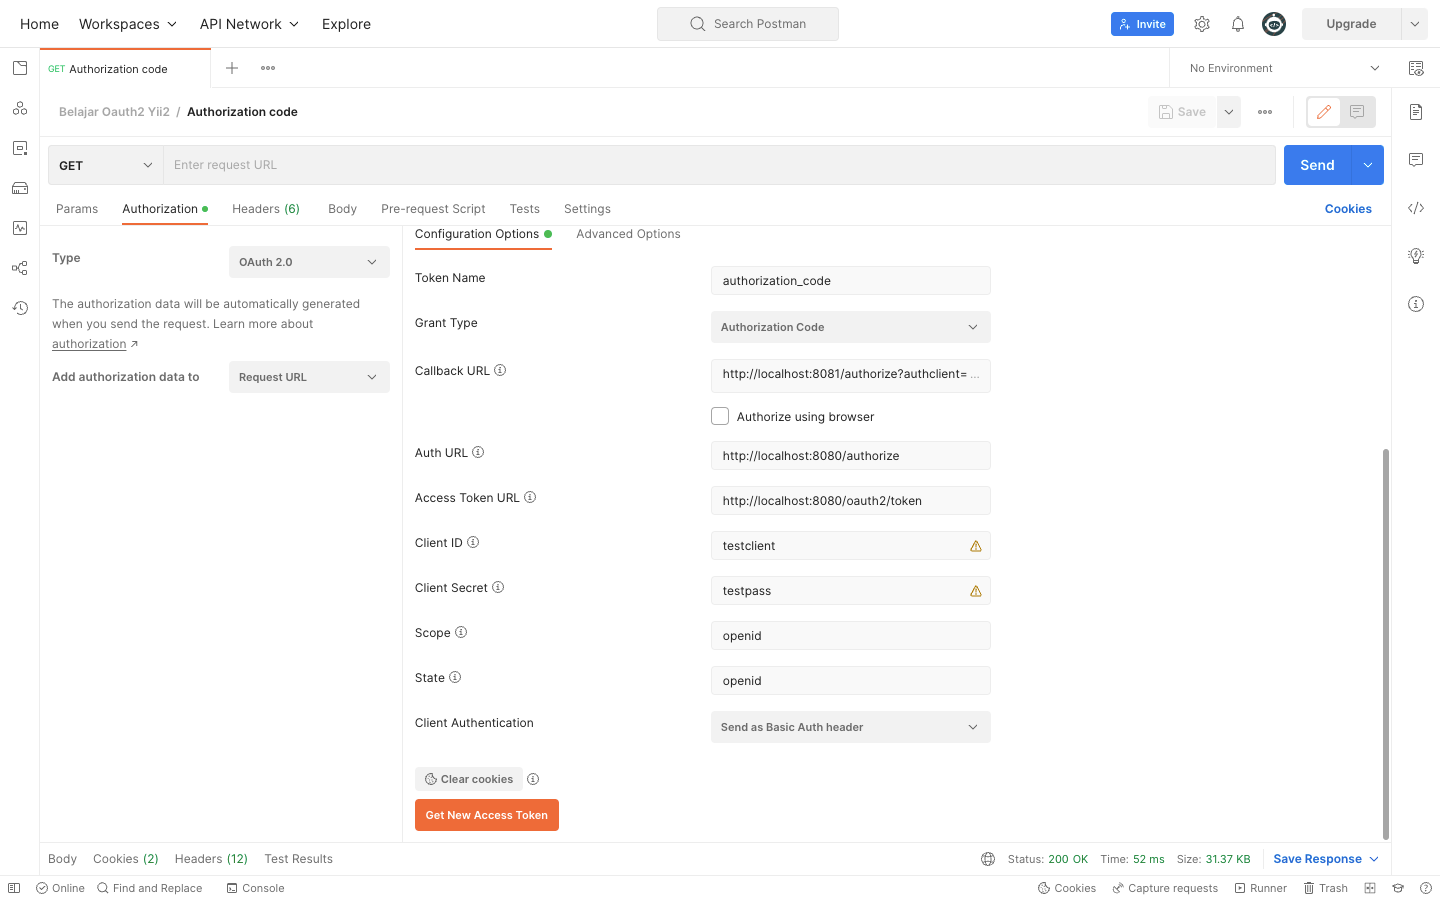 Home Workspaces API Network Explore Search Postman Invite Upgrade
GET Authorization code No Environment
Belajar Oauth2 Yii2 / Authorization code Save
GET Enter request URL Send
Params Authorization Headers (6) Body Pre-request Script Tests Settings Cookies
Type OAuth 2.0
The authorization data will be automatically generated
when you send the request. Learn more about
authorization ↗
Add authorization data to Request URL
Configuration Options Advanced Options
Token Name authorization_code
Grant Type Authorization Code
Callback URL http://localhost:8081/authorize?authclient= ...
Authorize using browser
Auth URL http://localhost:8080/authorize
Access Token URL http://localhost:8080/oauth2/token
Client ID testclient
Client Secret testpass
Scope openid
State openid
Client Authentication Send as Basic Auth header
Clear cookies
Get New Access Token
Body Cookies (2) Headers (12) Test Results Status: 200 OK Time: 52 ms Size: 31.37 KB Save Response
Online Find and Replace Console Cookies Capture requests Runner Trash